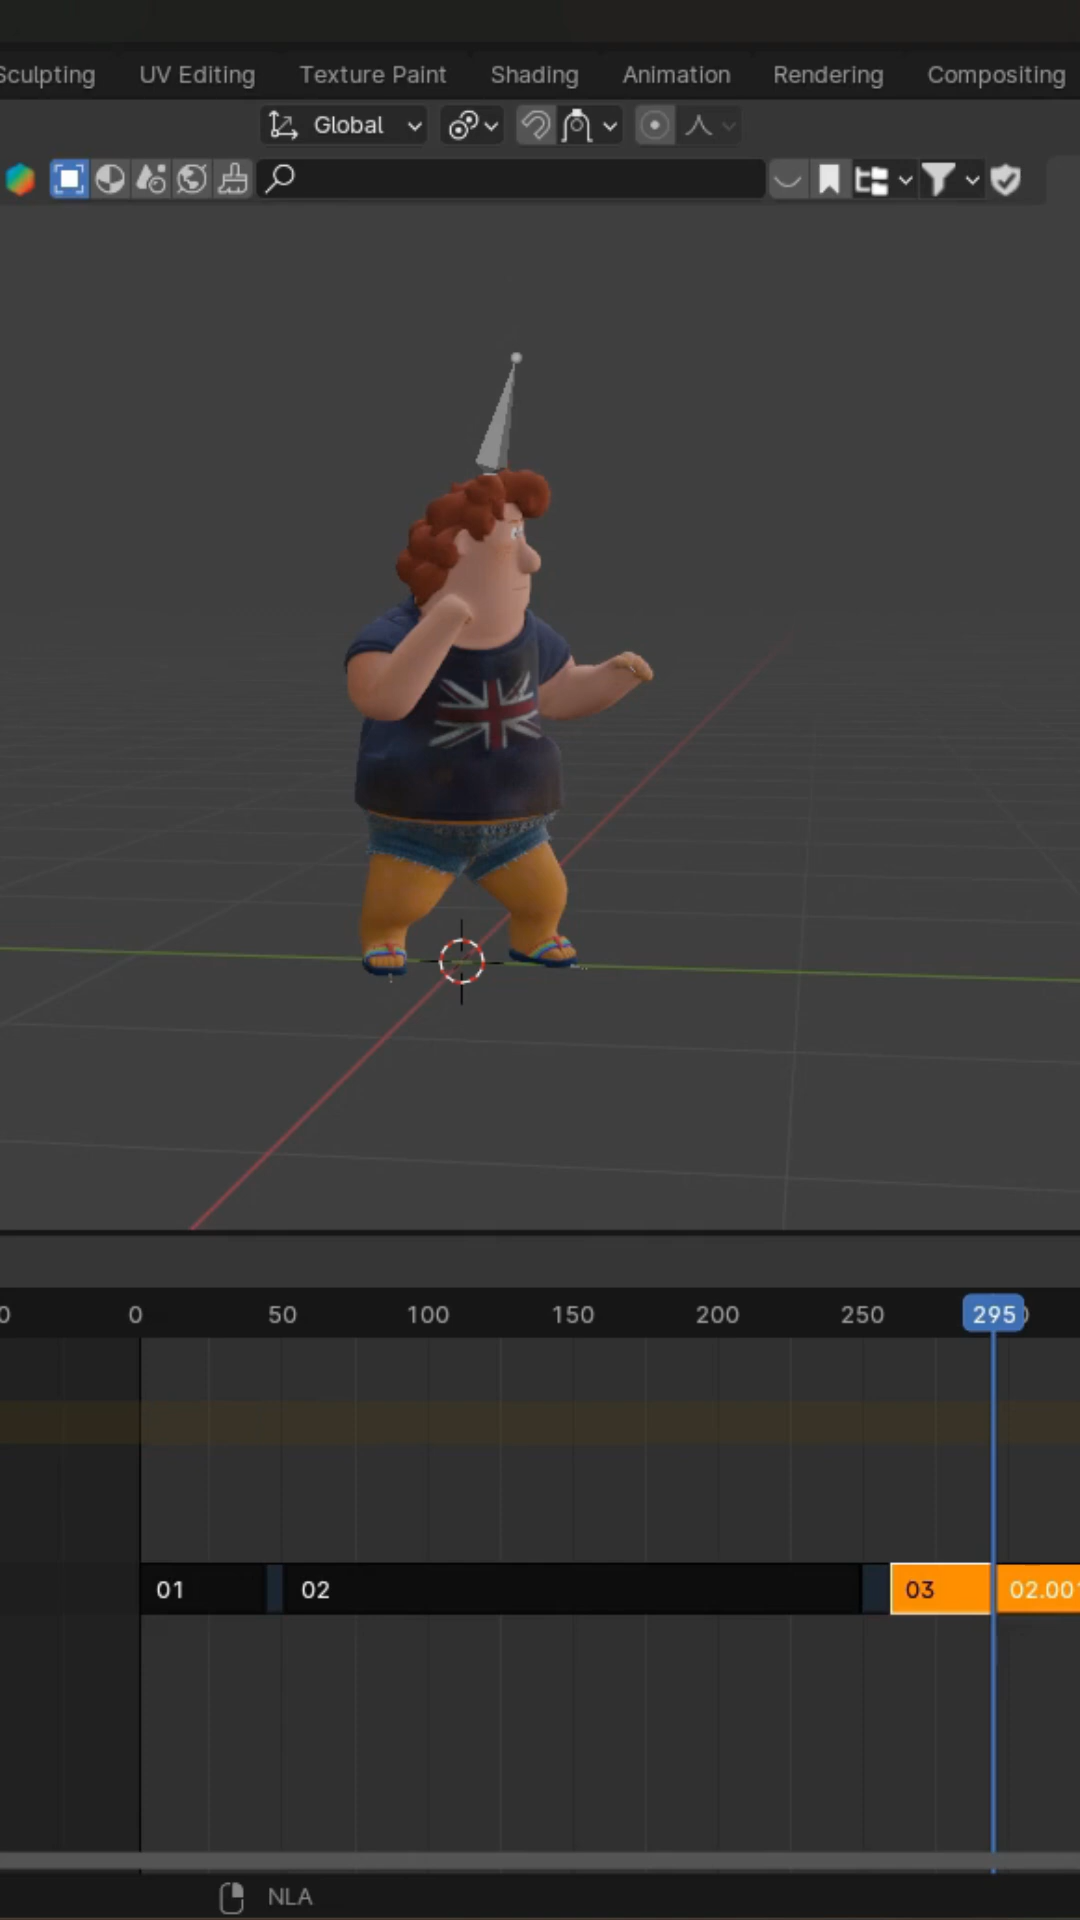 Sculpting UV Editing Texture Paint Shading Animation Rendering Compositing
Global
0 50 100 150 200 250 295
01 02 03 02.00
NLA